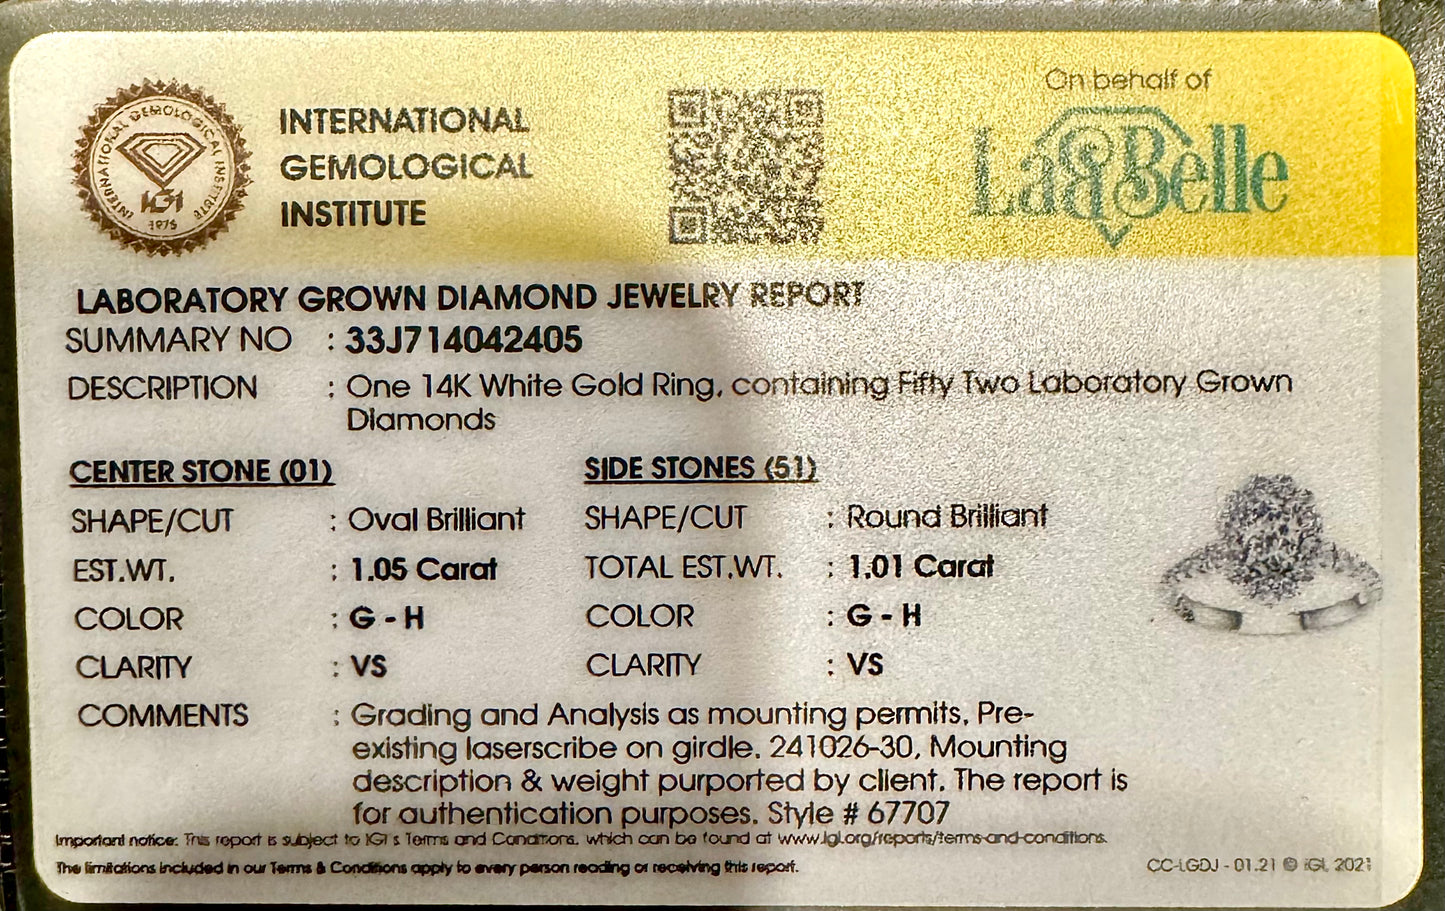 INTERNATIONAL GEMOLOGICAL INSTITUTE
IGI
1975
INTERNATIONAL
GEMOLOGICAL
INSTITUTE
On behalf of
LabBelle
LABORATORY GROWN DIAMOND JEWELRY REPORT
SUMMARY NO : 33J714042405
DESCRIPTION : One 14K White Gold Ring, containing Fifty Two Laboratory Grown
Diamonds
CENTER STONE (01)
SHAPE/CUT : Oval Brilliant
EST.WT. : 1.05 Carat
COLOR : G - H
CLARITY : VS
SIDE STONES (51)
SHAPE/CUT : Round Brilliant
TOTAL EST.WT. : 1.01 Carat
COLOR : G - H
CLARITY : VS
COMMENTS : Grading and Analysis as mounting permits, Pre-
existing laserscribe on girdle. 241026-30, Mounting
description & weight purported by client. The report is
for authentication purposes. Style # 67707
Important notice: This report is subject to IGI s Terms and Conditions, which can be found at www.igi.org/reports/terms-and-conditions.
The limitations included in our Terms & Conditions apply to every person reading or receiving this report.
CC-LGDJ - 01.21 © IGI, 2021